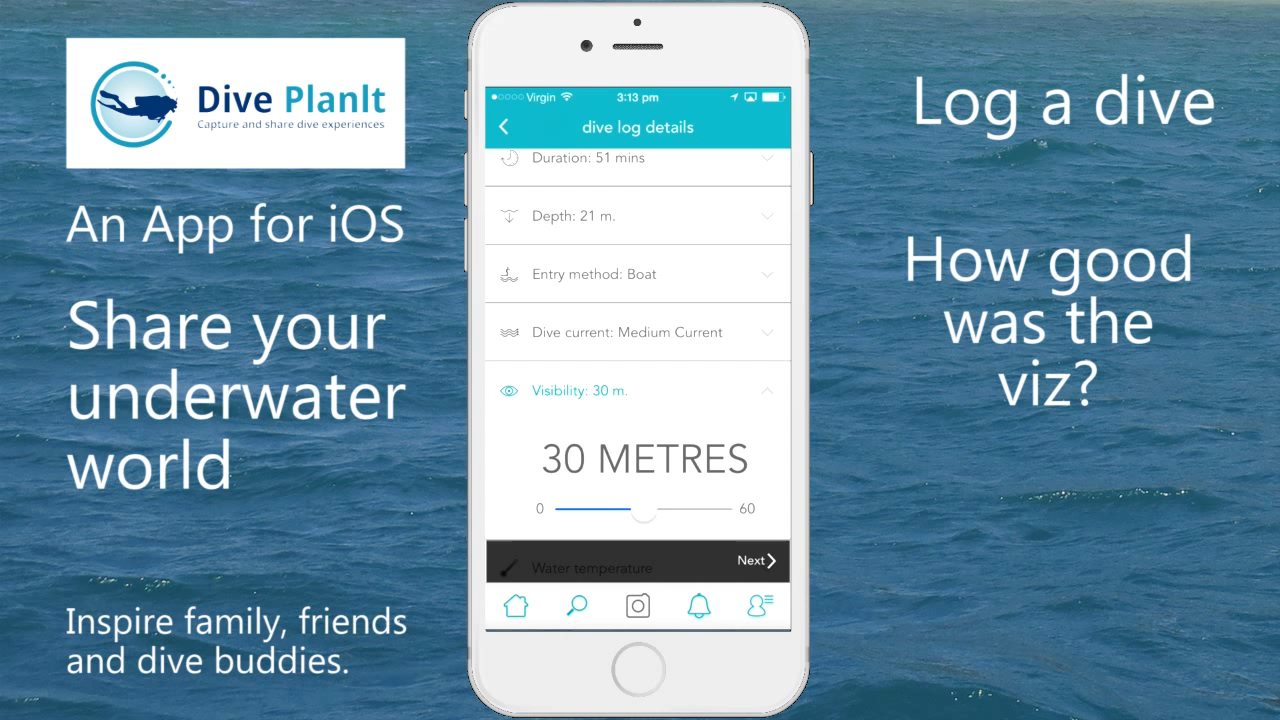 Dive PlanIt
Capture and share dive experiences
An App for iOS
Share your
underwater
world
Inspire family, friends
and dive buddies.
Virgin
3:13 pm
dive log details
Duration: 51 mins
Depth: 21 m.
Entry method: Boat
Dive current: Medium Current
Visibility: 30 m.
30 METRES
0
60
Water temperature
Next
Log a dive
How good
was the
viz?